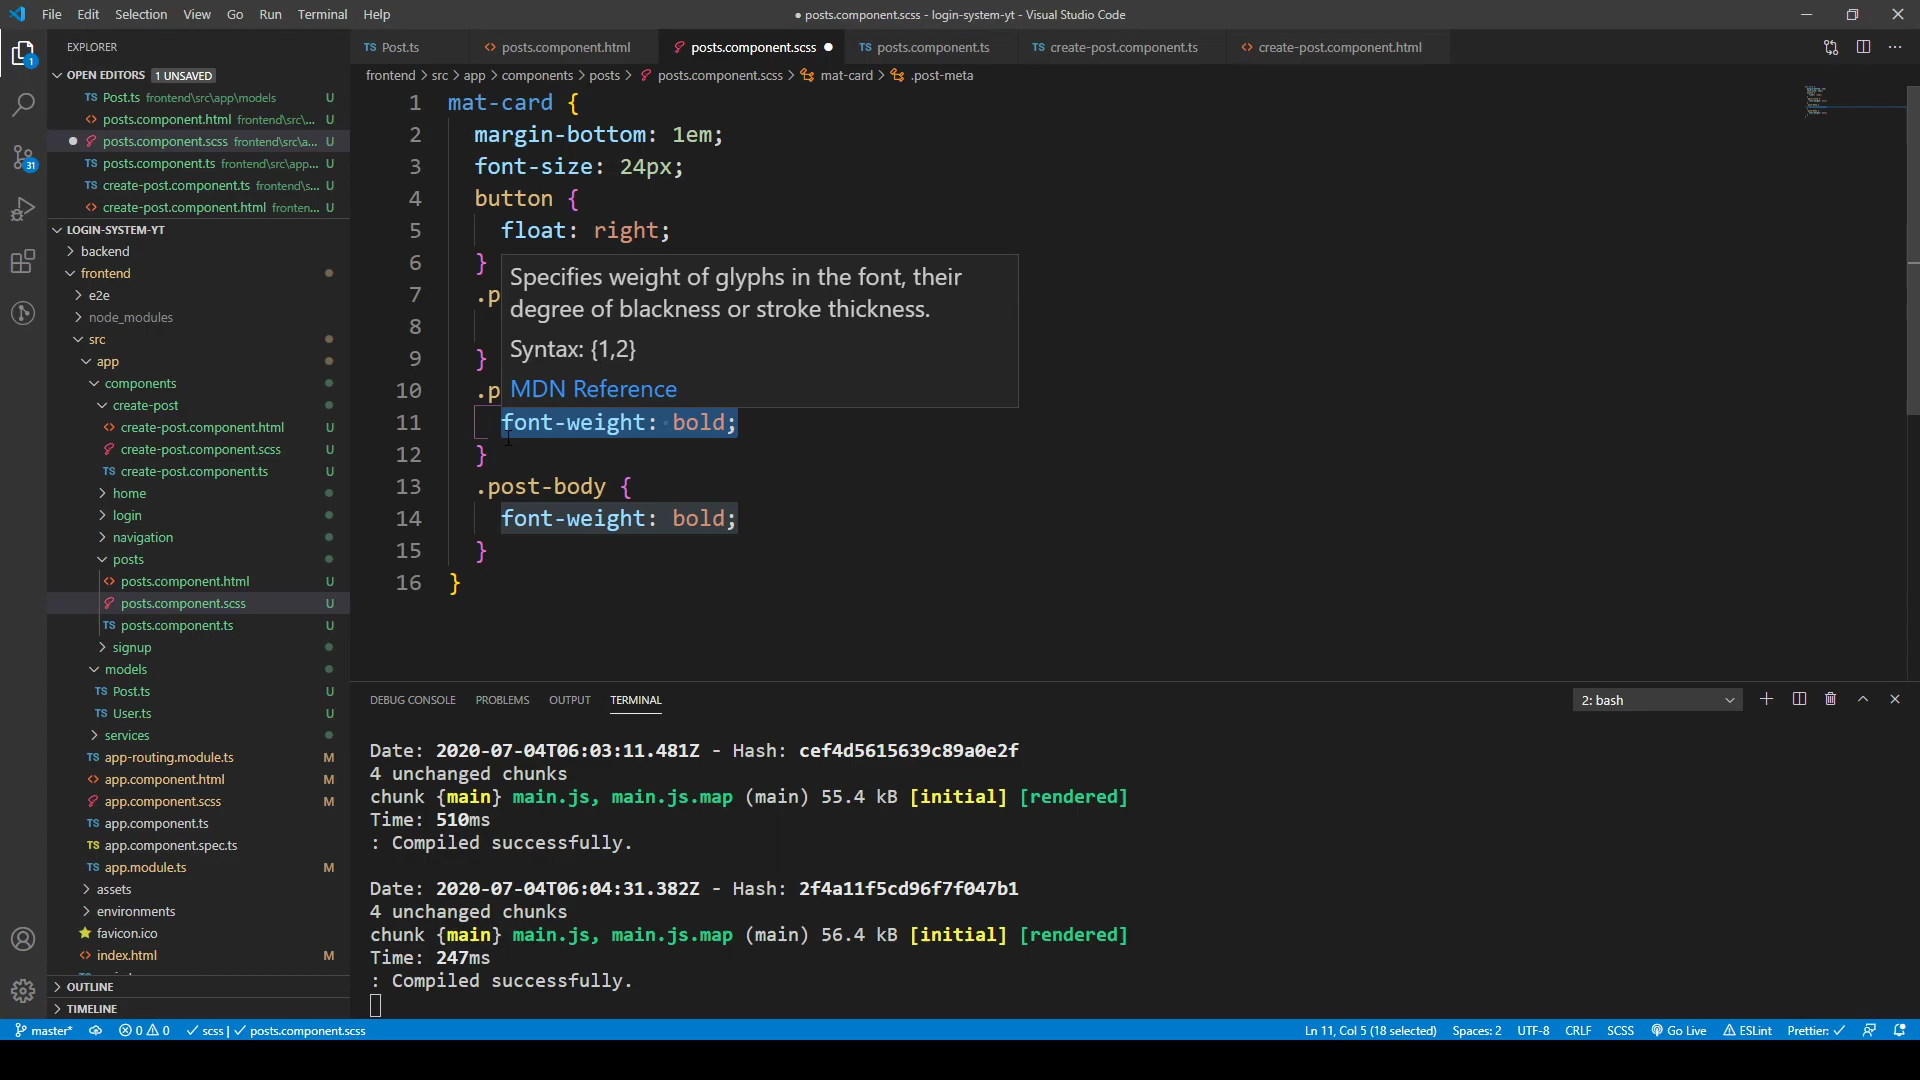 File Edit Selection View Go Run Terminal Help
● posts.component.scss - login-system-yt - Visual Studio Code
EXPLORER
OPEN EDITORS 1 UNSAVED
TS Post.ts frontend\src\app\models U
<> posts.component.html frontend\src\... U
posts.component.scss frontend\src\a... U
TS posts.component.ts frontend\src\app... U
TS create-post.component.ts frontend\s... U
<> create-post.component.html fronten... U
LOGIN-SYSTEM-YT
backend
frontend
e2e
node_modules
src
app
components
create-post
<> create-post.component.html U
create-post.component.scss U
TS create-post.component.ts U
home
login
navigation
posts
<> posts.component.html U
posts.component.scss U
TS posts.component.ts U
signup
models
TS Post.ts U
TS User.ts U
services
TS app-routing.module.ts M
<> app.component.html M
app.component.scss M
TS app.component.ts
TS app.component.spec.ts
TS app.module.ts M
assets
environments
favicon.ico
<> index.html M
OUTLINE
TIMELINE
1
31
TS Post.ts
<> posts.component.html
posts.component.scss ●
TS posts.component.ts
TS create-post.component.ts
<> create-post.component.html
frontend > src > app > components > posts > posts.component.scss > mat-card > .post-meta
1 mat-card {
2 margin-bottom: 1em;
3 font-size: 24px;
4 button {
5 float: right;
6 }
7 .p
8
9 }
10 .p
11 font-weight: bold;
12 }
13 .post-body {
14 font-weight: bold;
15 }
16 }
Specifies weight of glyphs in the font, their
degree of blackness or stroke thickness.
Syntax: {1,2}
MDN Reference
DEBUG CONSOLE PROBLEMS OUTPUT TERMINAL
2: bash
Date: 2020-07-04T06:03:11.481Z - Hash: cef4d5615639c89a0e2f
4 unchanged chunks
chunk {main} main.js, main.js.map (main) 55.4 kB [initial] [rendered]
Time: 510ms
: Compiled successfully.
Date: 2020-07-04T06:04:31.382Z - Hash: 2f4a11f5cd96f7f047b1
4 unchanged chunks
chunk {main} main.js, main.js.map (main) 56.4 kB [initial] [rendered]
Time: 247ms
: Compiled successfully.
master* 0 0 ✓ scss | ✓ posts.component.scss
Ln 11, Col 5 (18 selected) Spaces: 2 UTF-8 CRLF SCSS Go Live ESLint Prettier: ✓